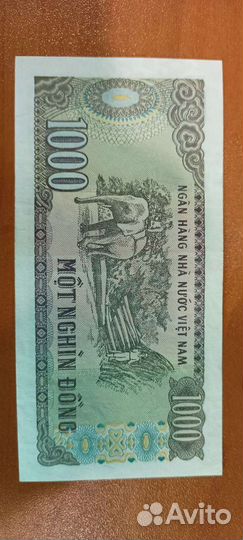 NGÂN HÀNG NHÀ NƯỚC VIỆT NAM
1000
1000
MỘT NGHÌN ĐỒNG
Avito